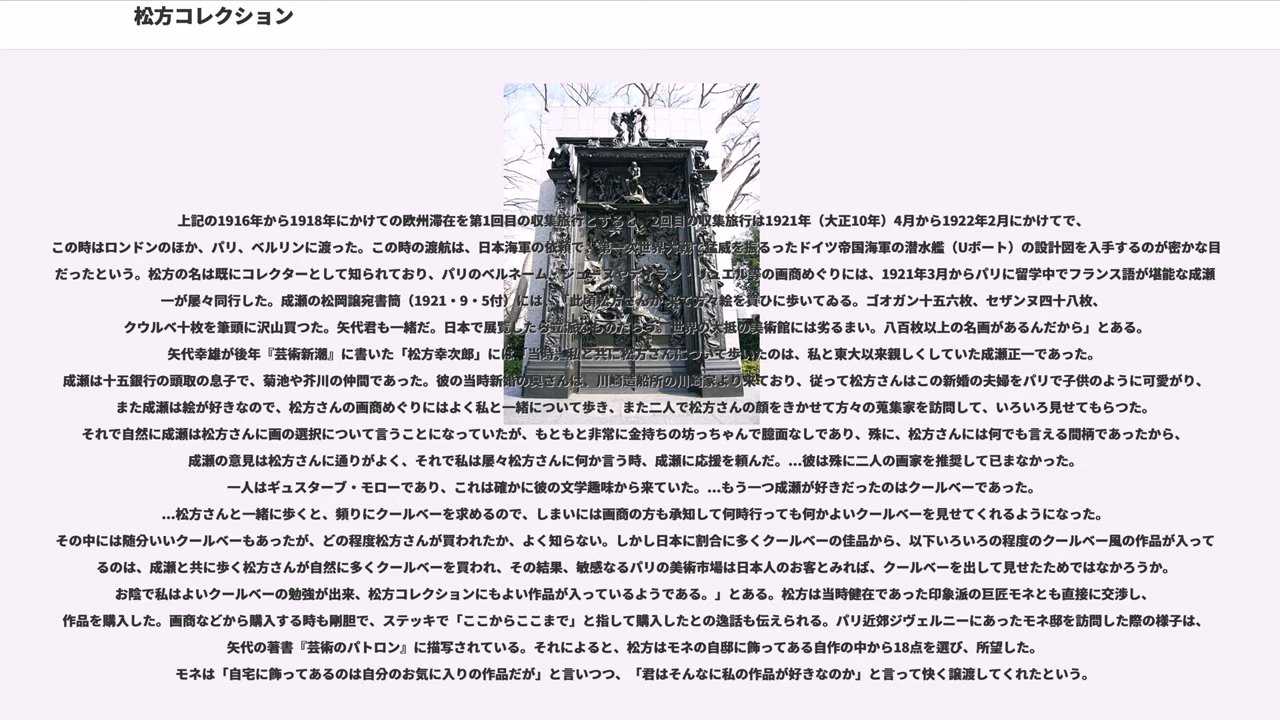 松方コレクション
上記の1916年から1918年にかけての欧州滞在を第1回目の収集旅行とすると、2回目の収集旅行は1921年（大正10年）4月から1922年2月にかけてで、
この時はロンドンのほか、パリ、ベルリンに渡った。この時の渡航は、日本海軍の依頼で、第一次世界大戦で猛威を振るったドイツ帝国海軍の潜水艦（Uボート）の設計図を入手するのが密かな目
だったという。松方の名は既にコレクターとして知られており、パリのベルネーム・ジューヌやデュラン・リュエル等の画商めぐりには、1921年3月からパリに留学中でフランス語が堪能な成瀬
一が屡々同行した。成瀬の松岡譲宛書簡（1921・9・5付）には、「此頃松方さんが来て方々絵を買ひに歩いてゐる。ゴオガン十五六枚、セザンヌ四十八枚、
クウルベ十枚を筆頭に沢山買つた。矢代君も一緒だ。日本で展覧したら立派なものだらう。世界の大抵の美術館には劣るまい。八百枚以上の名画があるんだから」とある。
矢代幸雄が後年『芸術新潮』に書いた「松方幸次郎」には「当時、私と共に松方さんについて歩いたのは、私と東大以来親しくしていた成瀬正一であった。
成瀬は十五銀行の頭取の息子で、菊池や芥川の仲間であった。彼の当時新婚の奥さんは、川崎造船所の川崎家より来ており、従って松方さんはこの新婚の夫婦をパリで子供のように可愛がり、
また成瀬は絵が好きなので、松方さんの画商めぐりにはよく私と一緒について歩き、また二人で松方さんの顔をきかせて方々の蒐集家を訪問して、いろいろ見せてもらつた。
それで自然に成瀬は松方さんに画の選択について言うことになっていたが、もともと非常に金持ちの坊っちゃんで臆面なしであり、殊に、松方さんには何でも言える間柄であったから、
成瀬の意見は松方さんに通りがよく、それで私は屡々松方さんに何か言う時、成瀬に応援を頼んだ。...彼は殊に二人の画家を推奨して已まなかった。
一人はギュスターブ・モローであり、これは確かに彼の文学趣味から来ていた。...もう一つ成瀬が好きだったのはクールベーであった。
...松方さんと一緒に歩くと、頻りにクールベーを求めるので、しまいには画商の方も承知して何時行っても何かよいクールベーを見せてくれるようになった。
その中には随分いいクールベーもあったが、どの程度松方さんが買われたか、よく知らない。しかし日本に割合に多くクールベーの佳品から、以下いろいろの程度のクールベー風の作品が入って
るのは、成瀬と共に歩く松方さんが自然に多くクールベーを買われ、その結果、敏感なるパリの美術市場は日本人のお客とみれば、クールベーを出して見せたためではなかろうか。
お陰で私はよいクールベーの勉強が出来、松方コレクションにもよい作品が入っているようである。」とある。松方は当時健在であった印象派の巨匠モネとも直接に交渉し、
作品を購入した。画商などから購入する時も剛胆で、ステッキで「ここからここまで」と指して購入したとの逸話も伝えられる。パリ近郊ジヴェルニーにあったモネ邸を訪問した際の様子は、
矢代の著書『芸術のパトロン』に描写されている。それによると、松方はモネの自邸に飾ってある自作の中から18点を選び、所望した。
モネは「自宅に飾ってあるのは自分のお気に入りの作品だが」と言いつつ、「君はそんなに私の作品が好きなのか」と言って快く譲渡してくれたという。